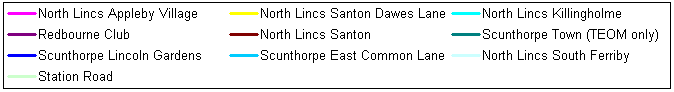 North Lincs Appleby Village North Lincs Santon Dawes Lane North Lincs Killingholme
Redbourne Club North Lincs Santon Scunthorpe Town (TEOM only)
Scunthorpe Lincoln Gardens Scunthorpe East Common Lane North Lincs South Ferriby
Station Road